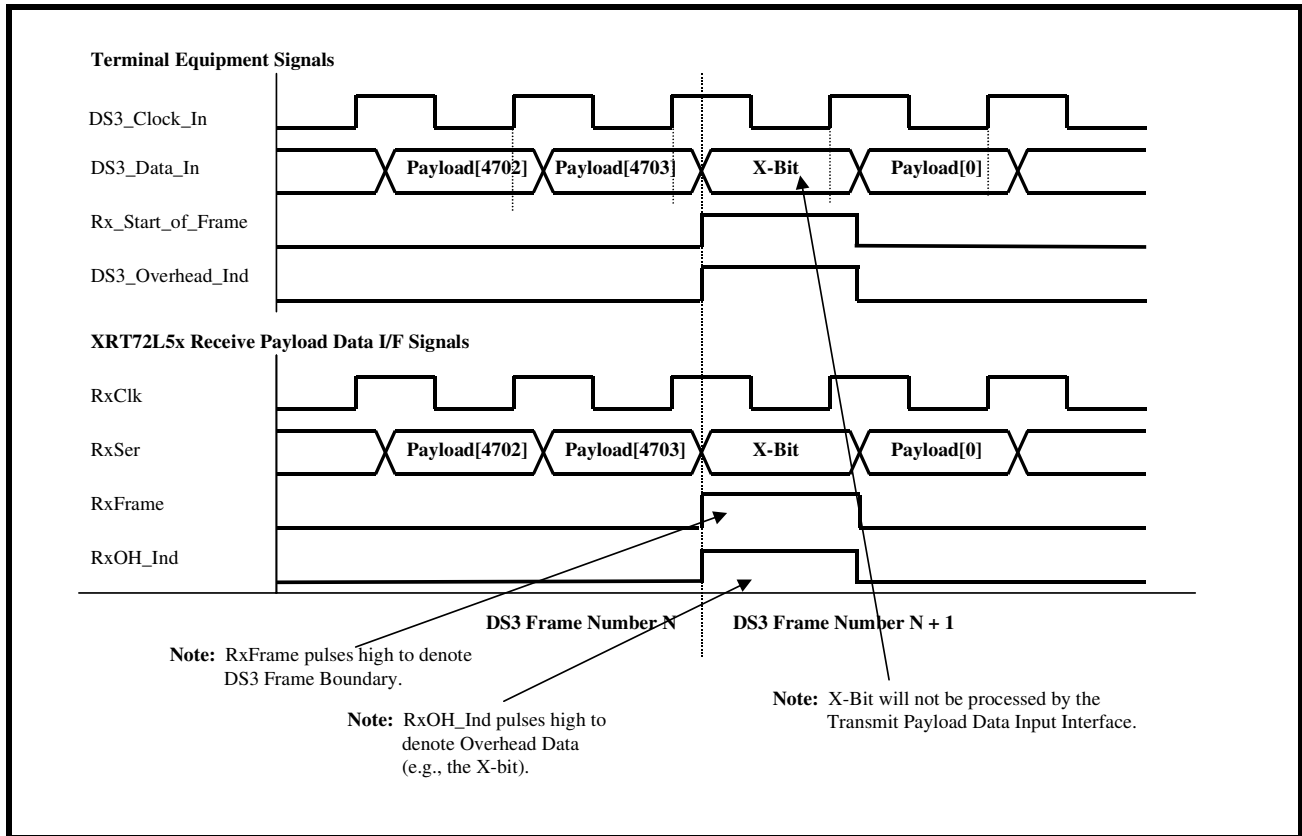 Terminal Equipment Signals
DS3_Clock_In
DS3_Data_In
Payload[4702]
Payload[4703]
X-Bit
Payload[0]
Rx_Start_of_Frame
DS3_Overhead_Ind
XRT72L5x Receive Payload Data I/F Signals
RxClk
RxSer
Payload[4702]
Payload[4703]
X-Bit
Payload[0]
RxFrame
RxOH_Ind
DS3 Frame Number N
DS3 Frame Number N + 1
Note: RxFrame pulses high to denote
DS3 Frame Boundary.
Note: RxOH_Ind pulses high to
denote Overhead Data
(e.g., the X-bit).
Note: X-Bit will not be processed by the
Transmit Payload Data Input Interface.